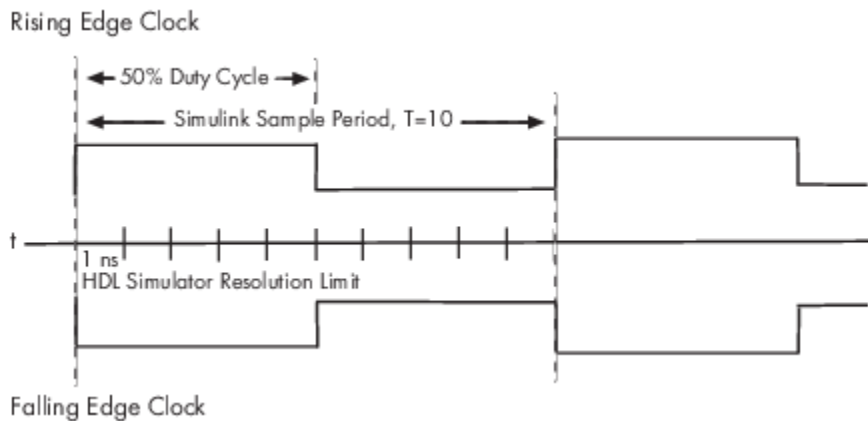 Rising Edge Clock
50% Duty Cycle
Simulink Sample Period, T=10
t
1 ns
HDL Simulator Resolution Limit
Falling Edge Clock